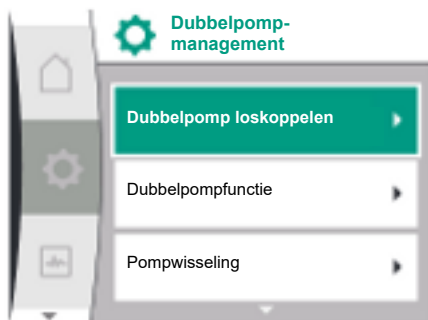 Dubbelpomp-
management
Dubbelpomp loskoppelen
Dubbelpompfunctie
Pompwisseling